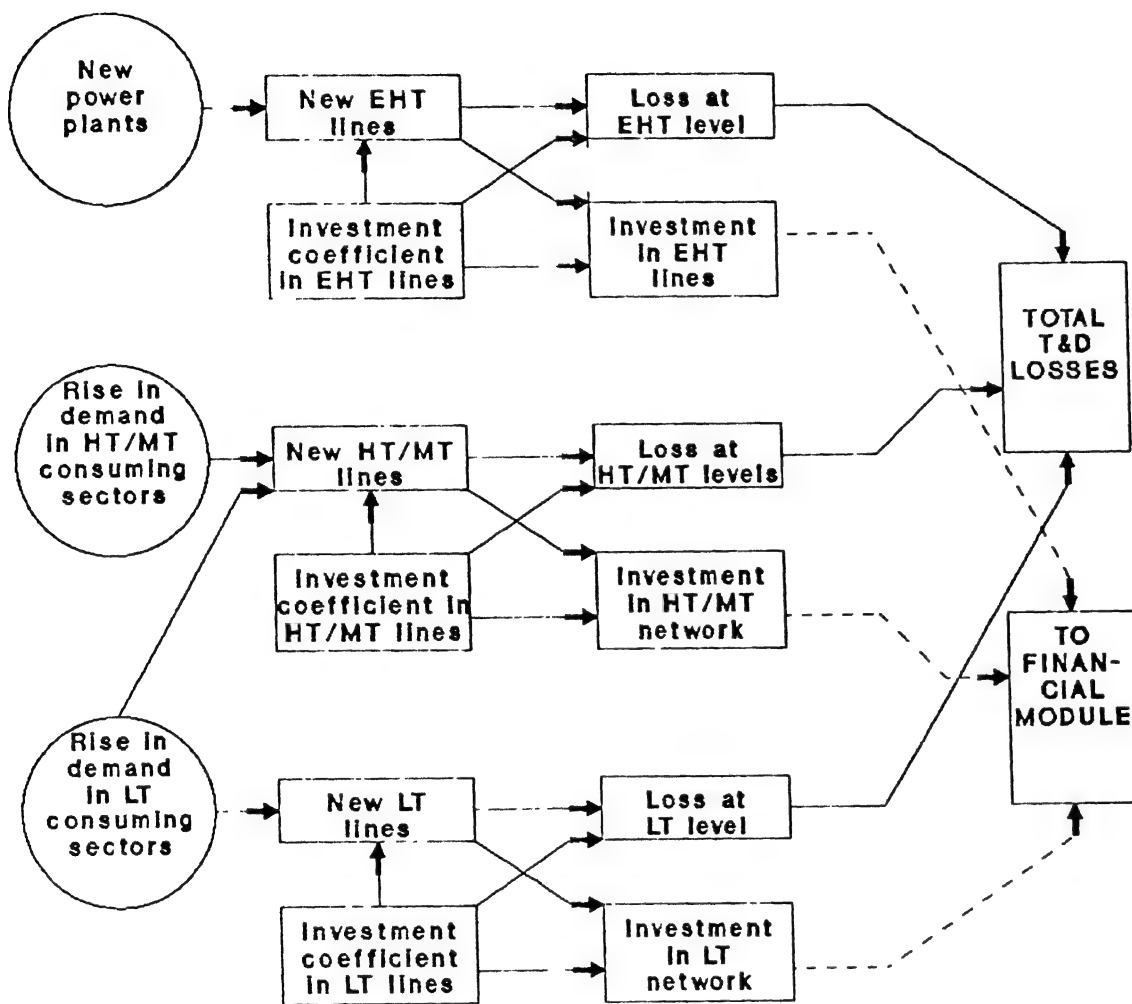 New
power
plants
New EHT
lines
Loss at
EHT level
Investment
coefficient
in EHT lines
Investment
in EHT
lines
TOTAL
T&D
LOSSES
Rise in
demand
in HT/MT
consuming
sectors
New HT/MT
lines
Loss at
HT/MT levels
Investment
coefficient in
HT/MT lines
Investment
in HT/MT
network
TO
FINAN-
CIAL
MODULE
Rise in
demand
in LT
consuming
sectors
New LT
lines
Loss at
LT level
Investment
coefficient
in LT lines
Investment
in LT
network